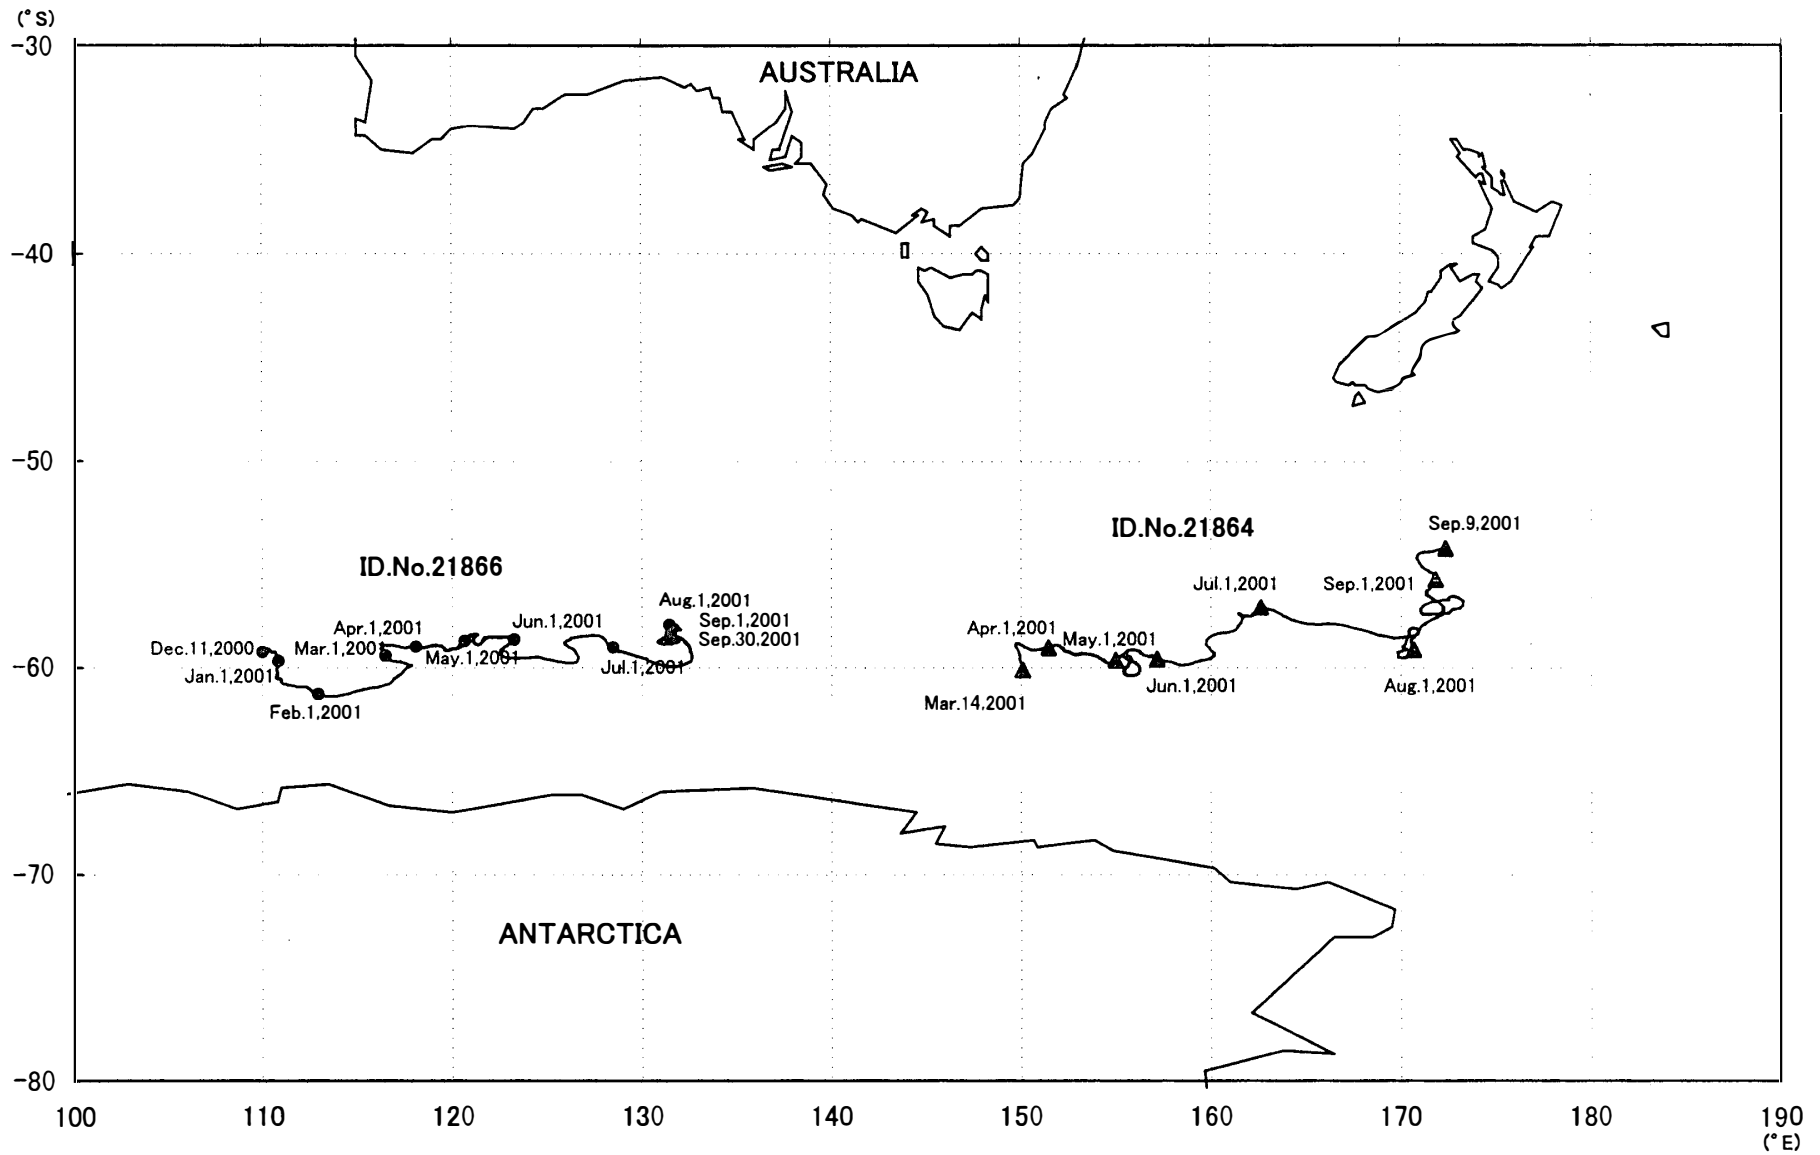 (°S)
-30
AUSTRALIA
-40
-50
ID.No.21864
Sep.9,2001
ID.No.21866
Jul.1,2001
Sep.1,2001
Aug.1,2001
Jun.1,2001
Sep.1,2001
Apr.1,2001
Apr.1,2001
Sep.30,2001
May.1,2001
Dec.11,2000
Mar.1,2001
May.1,2001
-60
Jul.1,2001
Jan.1,2001
Jun.1,2001
Aug.1,2001
Mar.14,2001
Feb.1,2001
-70
ANTARCTICA
-80
100 110 120 130 140 150 160 170 180 190
(°E)